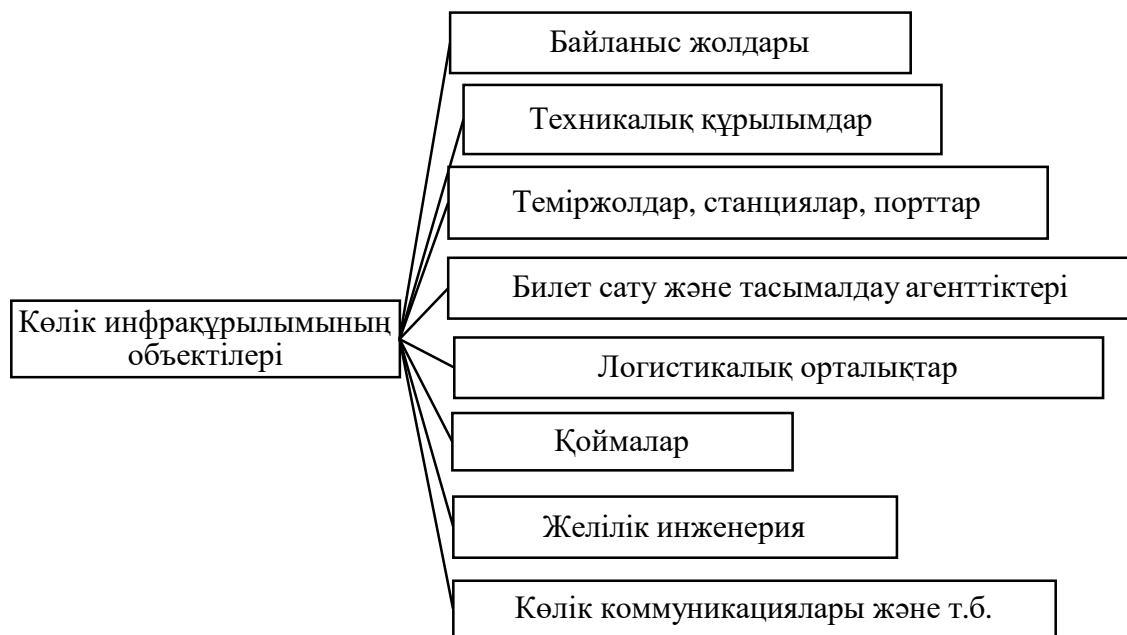 Байланыс жолдары
Техникалық құрылымдар
Теміржолдар, станциялар, порттар
Билет сату және тасымалдау агенттіктері
Көлік инфрақұрылымының
объектілері
Логистикалық орталықтар
Қоймалар
Желілік инженерия
Көлік коммуникациялары және т.б.